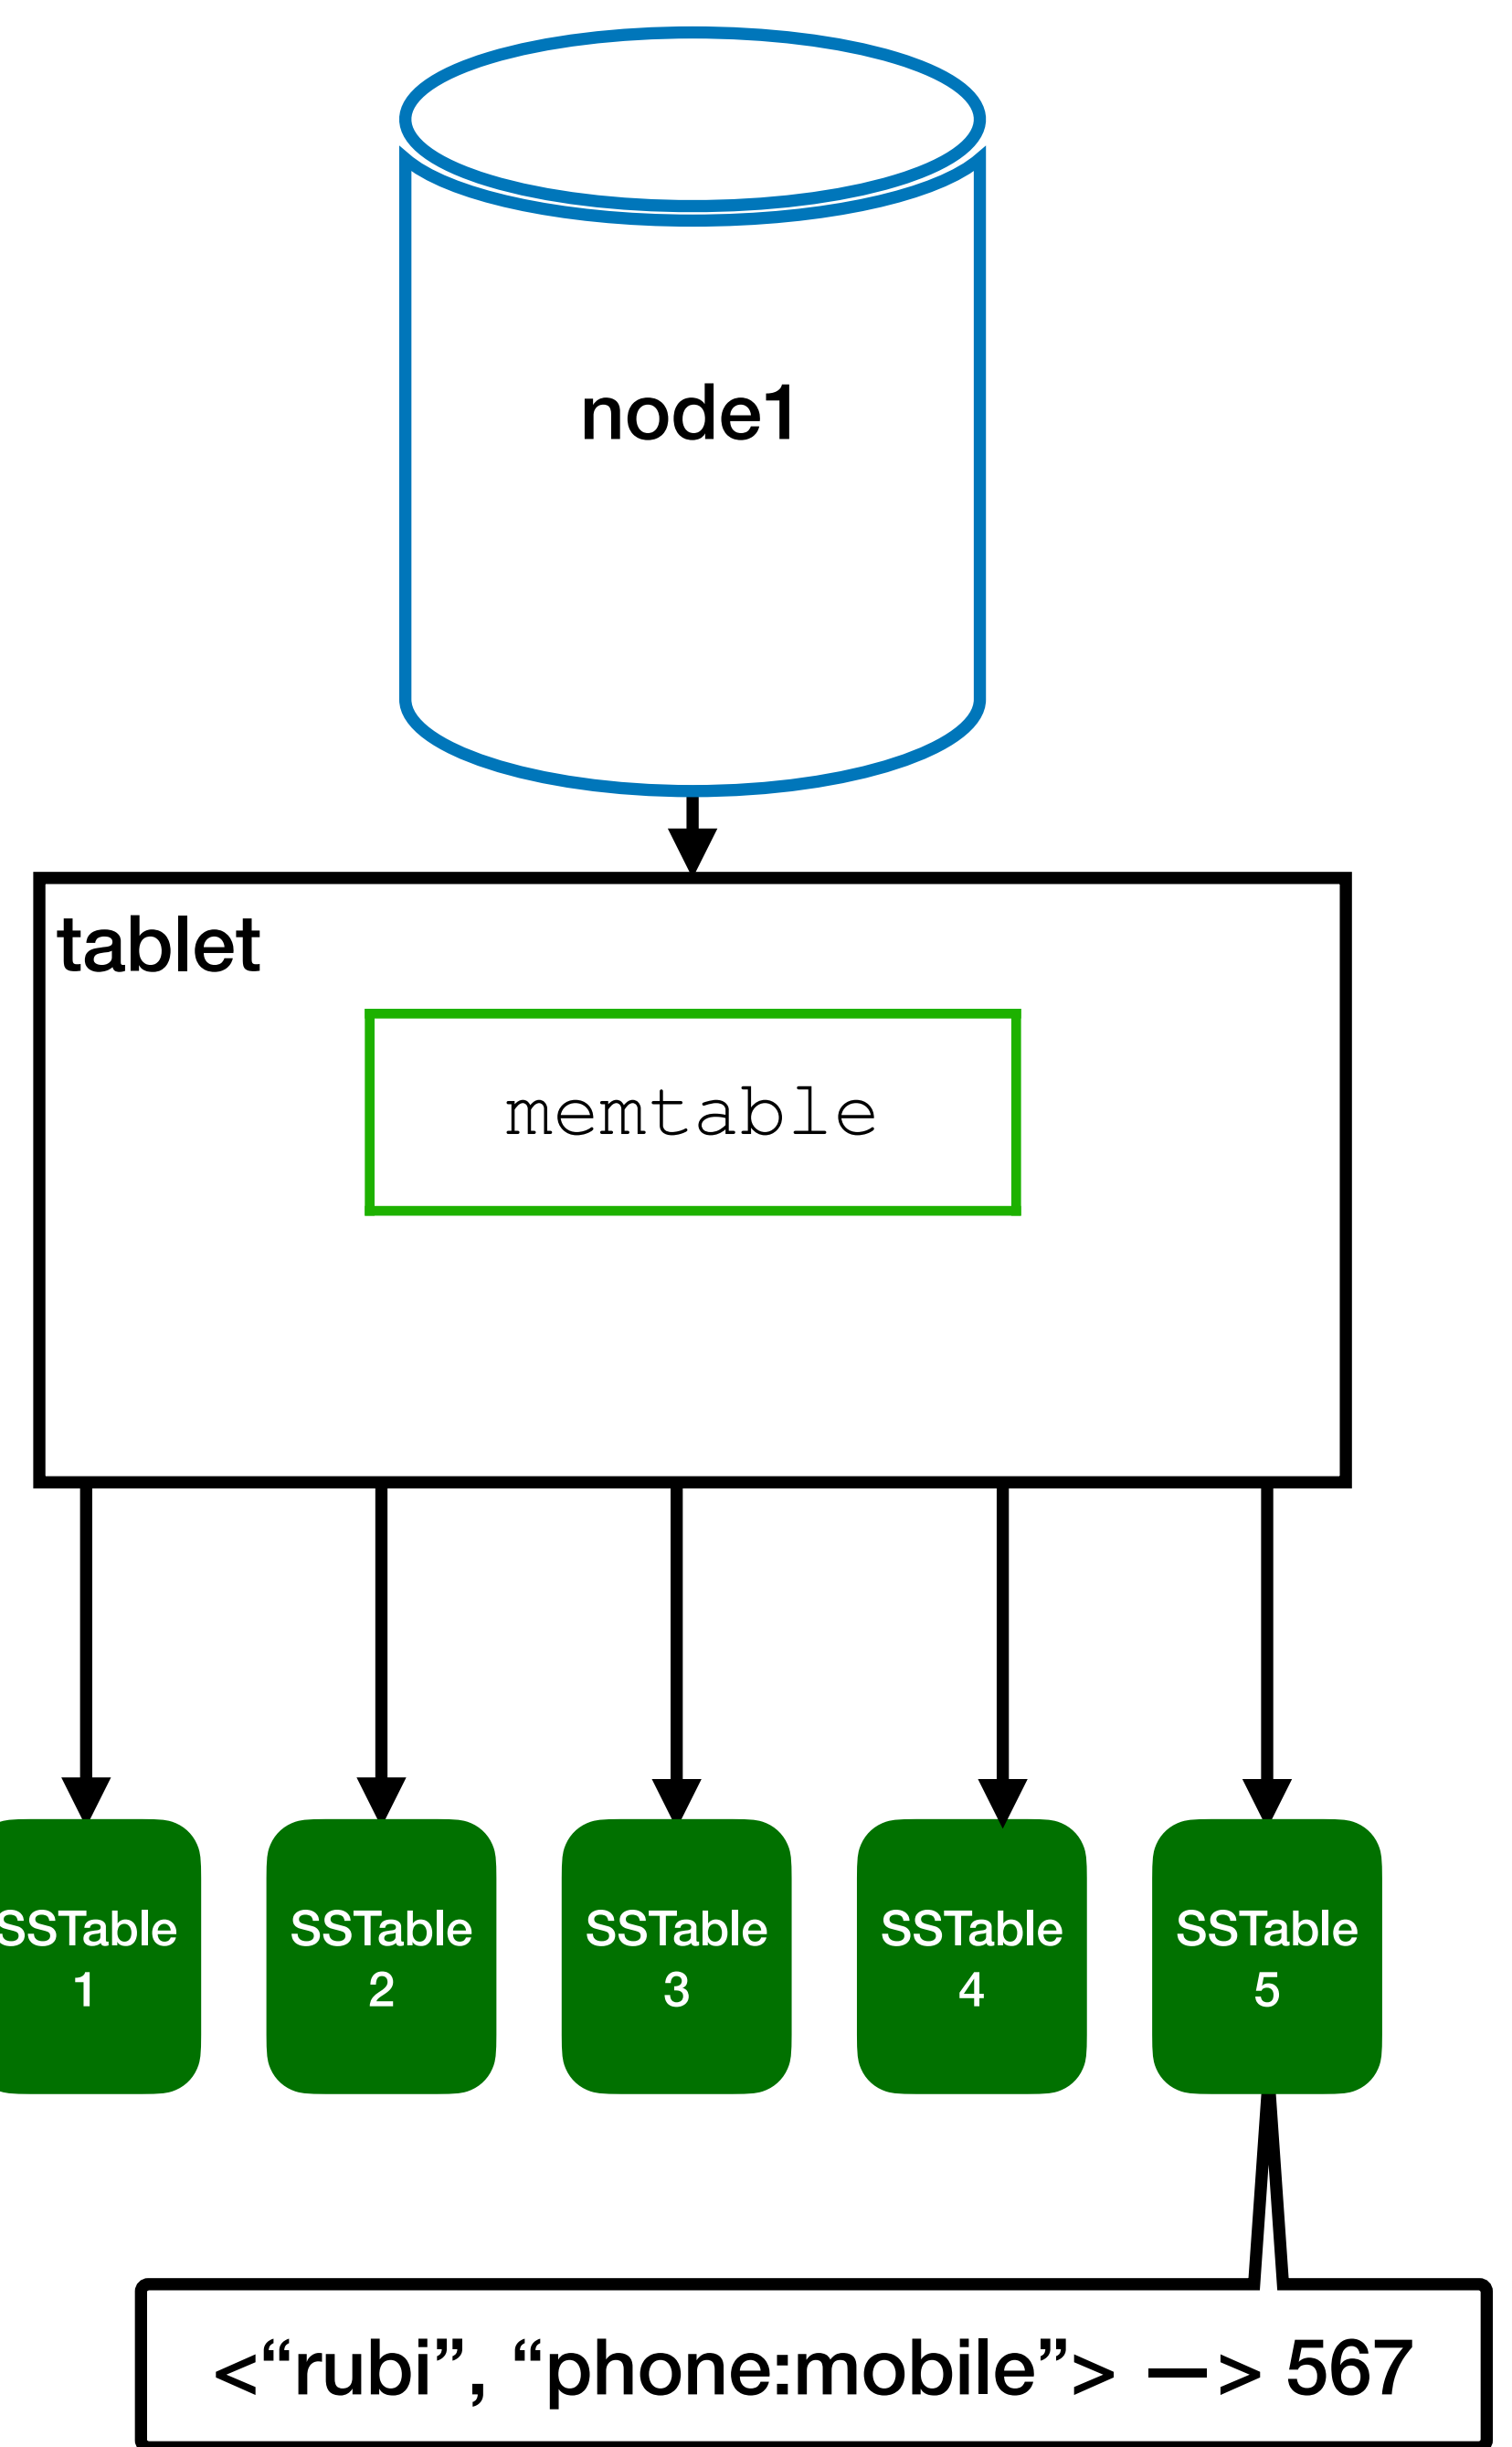 node1
tablet
memtable
SSTable
1
SSTable
2
SSTable
3
SSTable
4
SSTable
5
<“rubi”, “phone:mobile”> —> 567